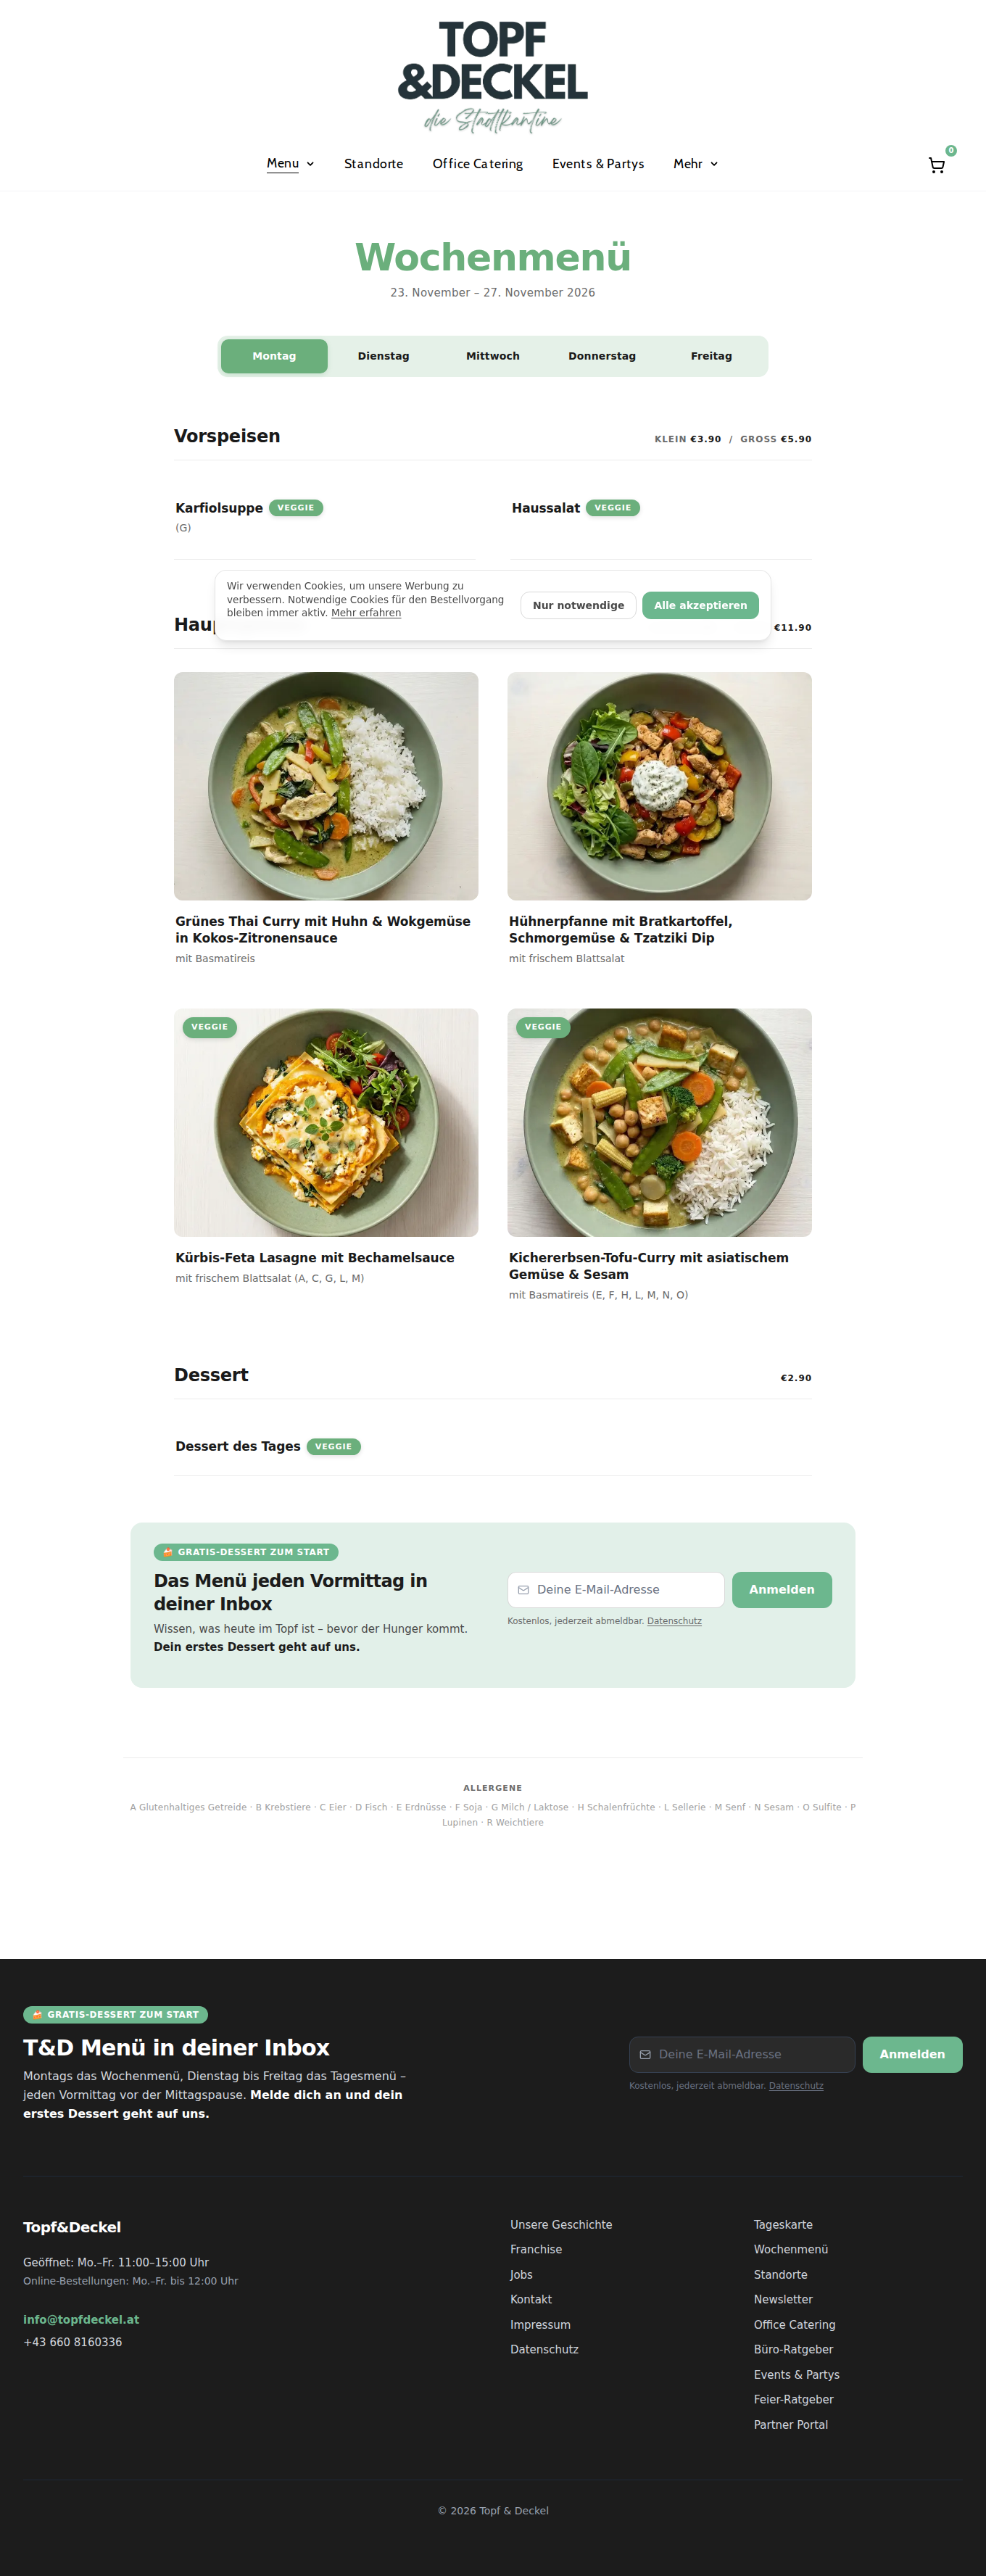 TOPF
&DECKEL
die Stadtkantine
Menu
Standorte
Office Catering
Events & Partys
Mehr
0
Wochenmenü
23. November – 27. November 2026
Montag
Dienstag
Mittwoch
Donnerstag
Freitag
Vorspeisen
KLEIN €3.90 / GROSS €5.90
Karfiolsuppe VEGGIE
(G)
Haussalat VEGGIE
Wir verwenden Cookies, um unsere Werbung zu
verbessern. Notwendige Cookies für den Bestellvorgang
bleiben immer aktiv. Mehr erfahren
Nur notwendige
Alle akzeptieren
€11.90
Grünes Thai Curry mit Huhn & Wokgemüse
in Kokos-Zitronensauce
mit Basmatireis
Hühnerpfanne mit Bratkartoffel,
Schmorgemüse & Tzatziki Dip
mit frischem Blattsalat
VEGGIE
Kürbis-Feta Lasagne mit Bechamelsauce
mit frischem Blattsalat (A, C, G, L, M)
VEGGIE
Kichererbsen-Tofu-Curry mit asiatischem
Gemüse & Sesam
mit Basmatireis (E, F, H, L, M, N, O)
Dessert
€2.90
Dessert des Tages VEGGIE
🍰 GRATIS-DESSERT ZUM START
Das Menü jeden Vormittag in
deiner Inbox
Wissen, was heute im Topf ist – bevor der Hunger kommt.
Dein erstes Dessert geht auf uns.
Deine E-Mail-Adresse
Anmelden
Kostenlos, jederzeit abmeldbar. Datenschutz
ALLERGENE
A Glutenhaltiges Getreide · B Krebstiere · C Eier · D Fisch · E Erdnüsse · F Soja · G Milch / Laktose · H Schalenfrüchte · L Sellerie · M Senf · N Sesam · O Sulfite · P
Lupinen · R Weichtiere
🍰 GRATIS-DESSERT ZUM START
T&D Menü in deiner Inbox
Montags das Wochenmenü, Dienstag bis Freitag das Tagesmenü –
jeden Vormittag vor der Mittagspause. Melde dich an und dein
erstes Dessert geht auf uns.
Deine E-Mail-Adresse
Anmelden
Kostenlos, jederzeit abmeldbar. Datenschutz
Topf&Deckel
Geöffnet: Mo.–Fr. 11:00–15:00 Uhr
Online-Bestellungen: Mo.–Fr. bis 12:00 Uhr
info@topfdeckel.at
+43 660 8160336
Unsere Geschichte
Franchise
Jobs
Kontakt
Impressum
Datenschutz
Tageskarte
Wochenmenü
Standorte
Newsletter
Office Catering
Büro-Ratgeber
Events & Partys
Feier-Ratgeber
Partner Portal
© 2026 Topf & Deckel